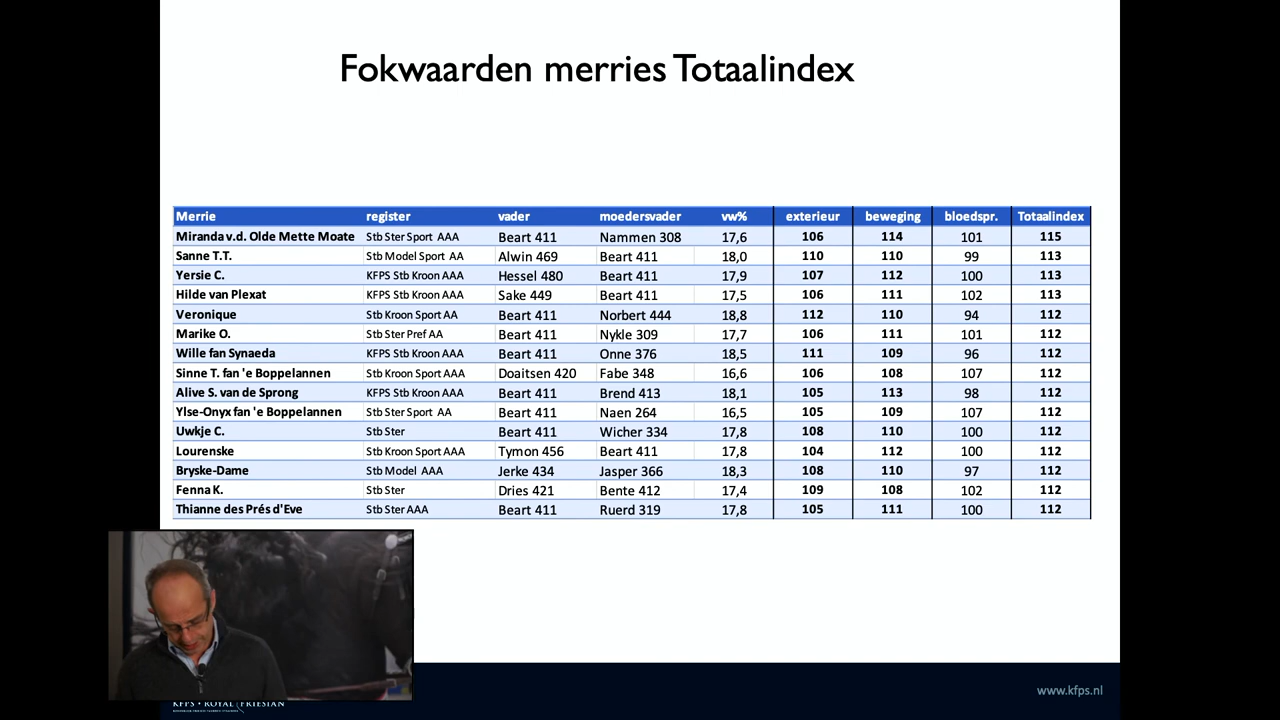 Fokwaarden merries Totaalindex
Merrie register vader moedersvader vw% exterieur beweging bloedspr. Totaalindex
Miranda v.d. Olde Mette Moate Stb Ster Sport AAA Beart 411 Nammen 308 17,6 106 114 101 115
Sanne T.T. Stb Model Sport AA Alwin 469 Beart 411 18,0 110 110 99 113
Yersie C. KFPS Stb Kroon AAA Hessel 480 Beart 411 17,9 107 112 100 113
Hilde van Plexat KFPS Stb Kroon AAA Sake 449 Beart 411 17,5 106 111 102 113
Veronique Stb Kroon Sport AA Beart 411 Norbert 444 18,8 112 110 94 112
Marike O. Stb Ster Pref AA Beart 411 Nykle 309 17,7 106 111 101 112
Wille fan Synaeda KFPS Stb Kroon AAA Beart 411 Onne 376 18,5 111 109 96 112
Sinne T. fan 'e Boppelannen Stb Kroon Sport AAA Doaitsen 420 Fabe 348 16,6 106 108 107 112
Alive S. van de Sprong KFPS Stb Kroon AAA Beart 411 Brend 413 18,1 105 113 98 112
Ylse-Onyx fan 'e Boppelannen Stb Ster Sport AA Beart 411 Naen 264 16,5 105 109 107 112
Uwkje C. Stb Ster Beart 411 Wicher 334 17,8 108 110 100 112
Lourenske Stb Kroon Sport AAA Tymon 456 Beart 411 17,8 104 112 100 112
Bryske-Dame Stb Model AAA Jerke 434 Jasper 366 18,3 108 110 97 112
Fenna K. Stb Ster Dries 421 Bente 412 17,4 109 108 102 112
Thianne des Prés d'Eve Stb Ster AAA Beart 411 Ruerd 319 17,8 105 111 100 112
www.kfps.nl
KFPS • ROYAL FRIESIAN